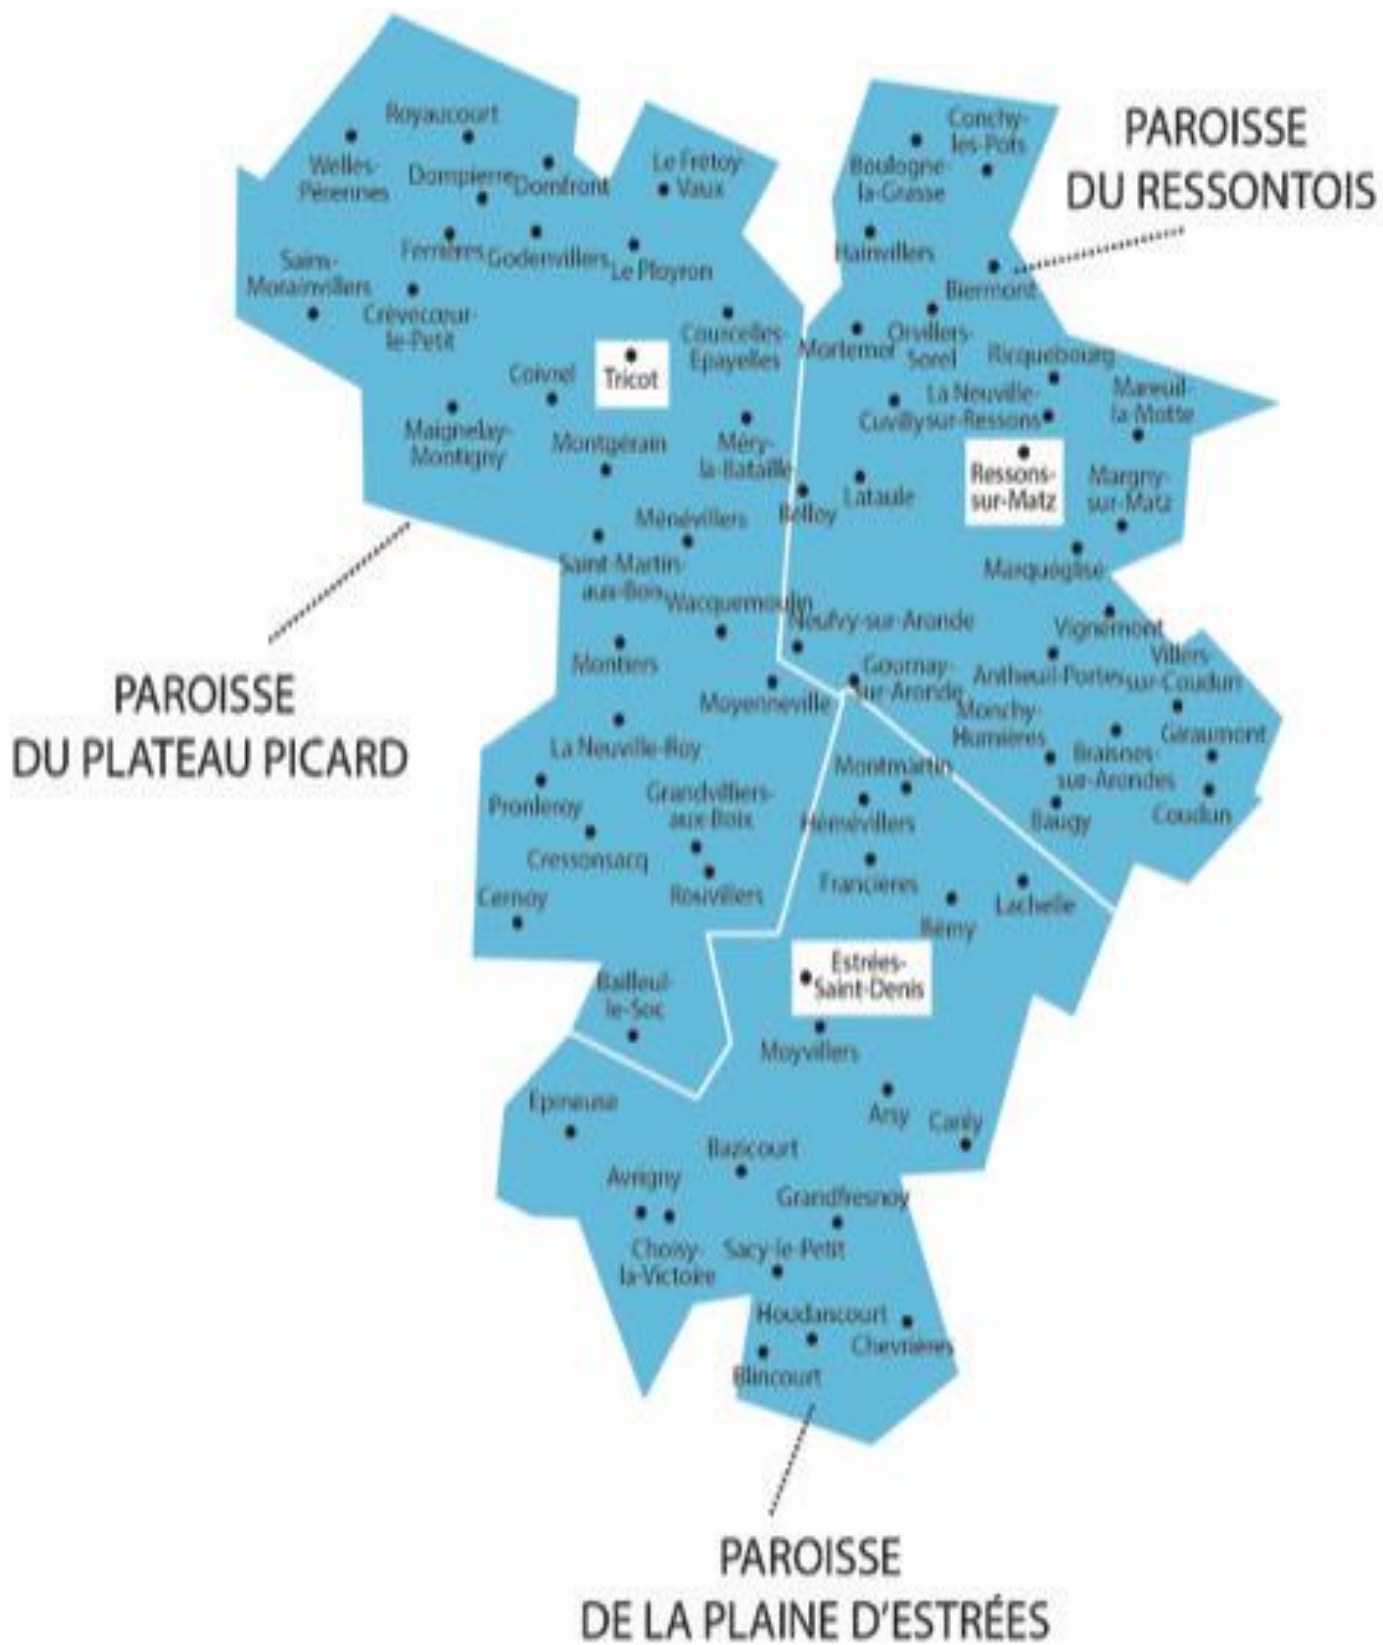 Royaucourt
Welles-
Pérennes
Dompierre
Domfront
Le Frétoy-
Vaux
Ferrières
Godenvillers
Le Ployron
Sains-
Morainvillers
Crèvecœur-
le-Petit
Courcelles-
Epayelles
Coivrel
Tricot
Maignelay-
Montigny
Montgérain
Méry-
la-Bataille
Ménévillers
Saint-Martin-
aux-Bois
Wacquemoulin
Montiers
Moyenneville
La Neuville-Roy
Pronleroy
Grandvilliers-
aux-Boix
Cressonsacq
Rouvillers
Cernoy
Bailleul-
le-Soc
PAROISSE
DU PLATEAU PICARD
Conchy-
les-Pots
Boulogne-
la-Grasse
Hainvillers
Biermont
Mortemer
Orvillers-
Sorel
Ricquebourg
Mareuil-
la-Motte
La Neuville-
sur-Ressons
Cuvilly
Ressons-
sur-Matz
Margny-
sur-Matz
Lataule
Belloy
Marquéglise
Neufvy-sur-Aronde
Vignemont
Gournay-
sur-Aronde
Antheuil-Portes
Villers-
sur-Coudun
Monchy-
Humières
Braisnes-
sur-Arondes
Giraumont
Baugy
Coudun
PAROISSE
DU RESSONTOIS
Montmartin
Hémévillers
Francières
Rémy
Lachelle
Estrées-
Saint-Denis
Moyvillers
Arsy
Canly
Epineuse
Bazicourt
Avrigny
Grandfresnoy
Choisy-
la-Victoire
Sacy-le-Petit
Houdancourt
Chevrières
Blincourt
PAROISSE
DE LA PLAINE D'ESTRÉES